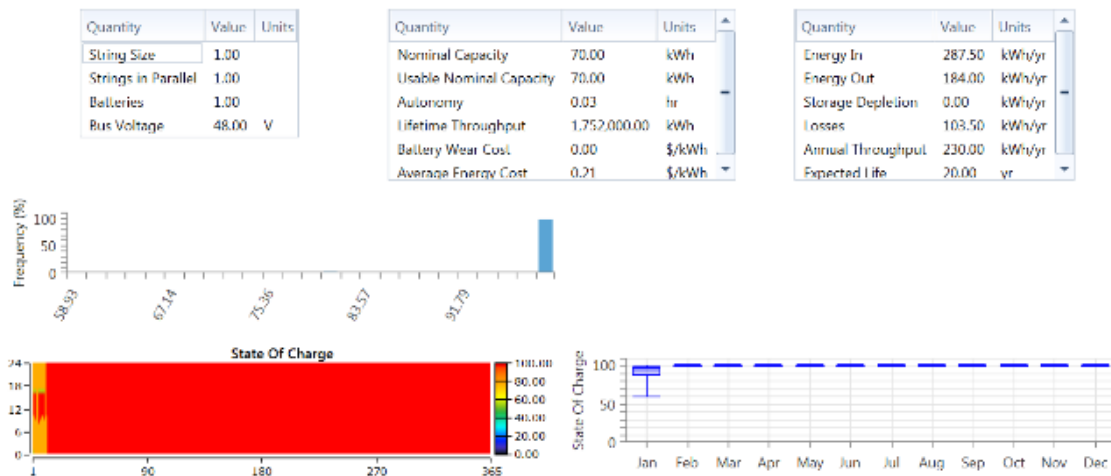 Quantity Value Units
String Size 1.00
Strings in Parallel 1.00
Batteries 1.00
Bus Voltage 48.00 V
Quantity Value Units
Nominal Capacity 70.00 kWh
Usable Nominal Capacity 70.00 kWh
Autonomy 0.03 hr
Lifetime Throughput 1,752,000.00 kWh
Battery Wear Cost 0.00 $/kWh
Average Energy Cost 0.21 $/kWh
Quantity Value Units
Energy In 287.50 kWh/yr
Energy Out 184.00 kWh/yr
Storage Depletion 0.00 kWh/yr
Losses 103.50 kWh/yr
Annual Throughput 230.00 kWh/yr
Expected Life 20.00 yr
Frequency (%)
100
50
0
58.93 67.14 75.36 83.57 91.79
State Of Charge
24
18
12
6
0
1 90 180 270 365
100.00
80.00
60.00
40.00
20.00
0.00
State Of Charge
100
50
0
Jan Feb Mar Apr May Jun Jul Aug Sep Oct Nov Dec